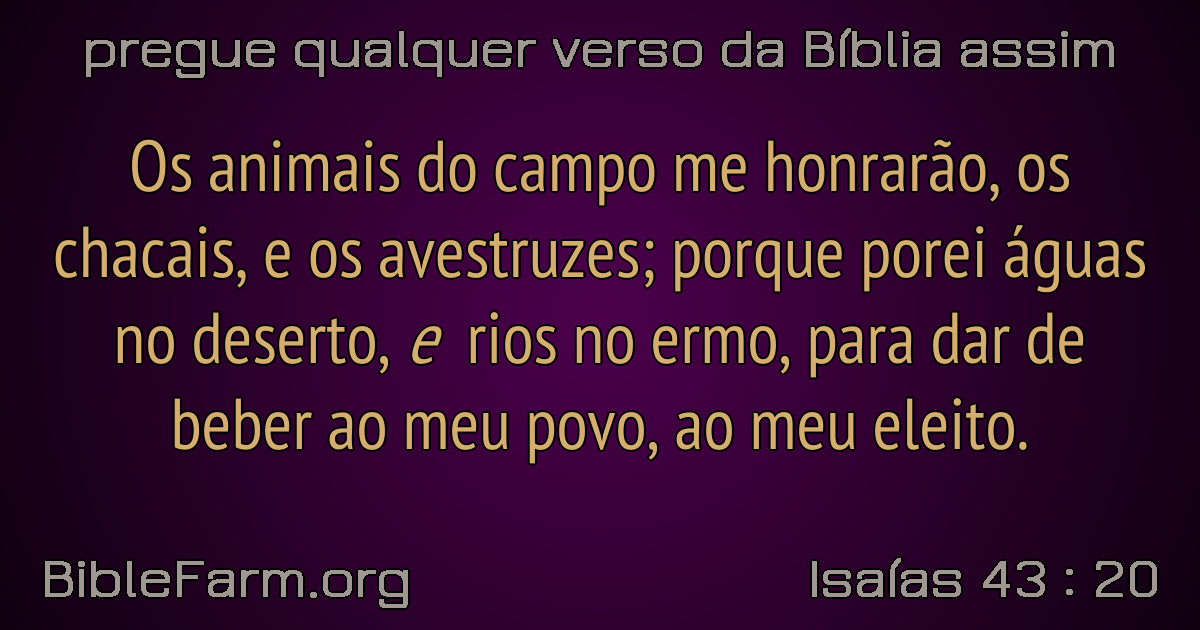 pregue qualquer verso da Bíblia assim
Os animais do campo me honrarão, os
chacais, e os avestruzes; porque porei águas
no deserto, e rios no ermo, para dar de
beber ao meu povo, ao meu eleito.
BibleFarm.org
Isaías 43 : 20